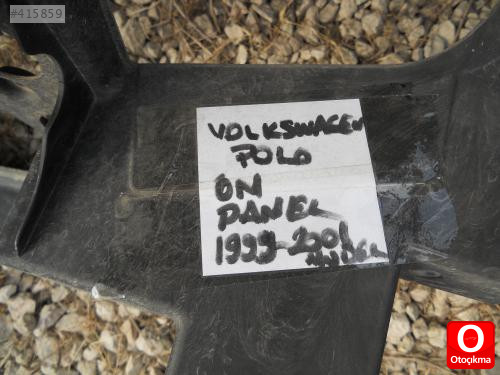 #415859
VOLKSWAGEN
POLO
ÖN
PANEL
1999-2001
O
Otoçıkma